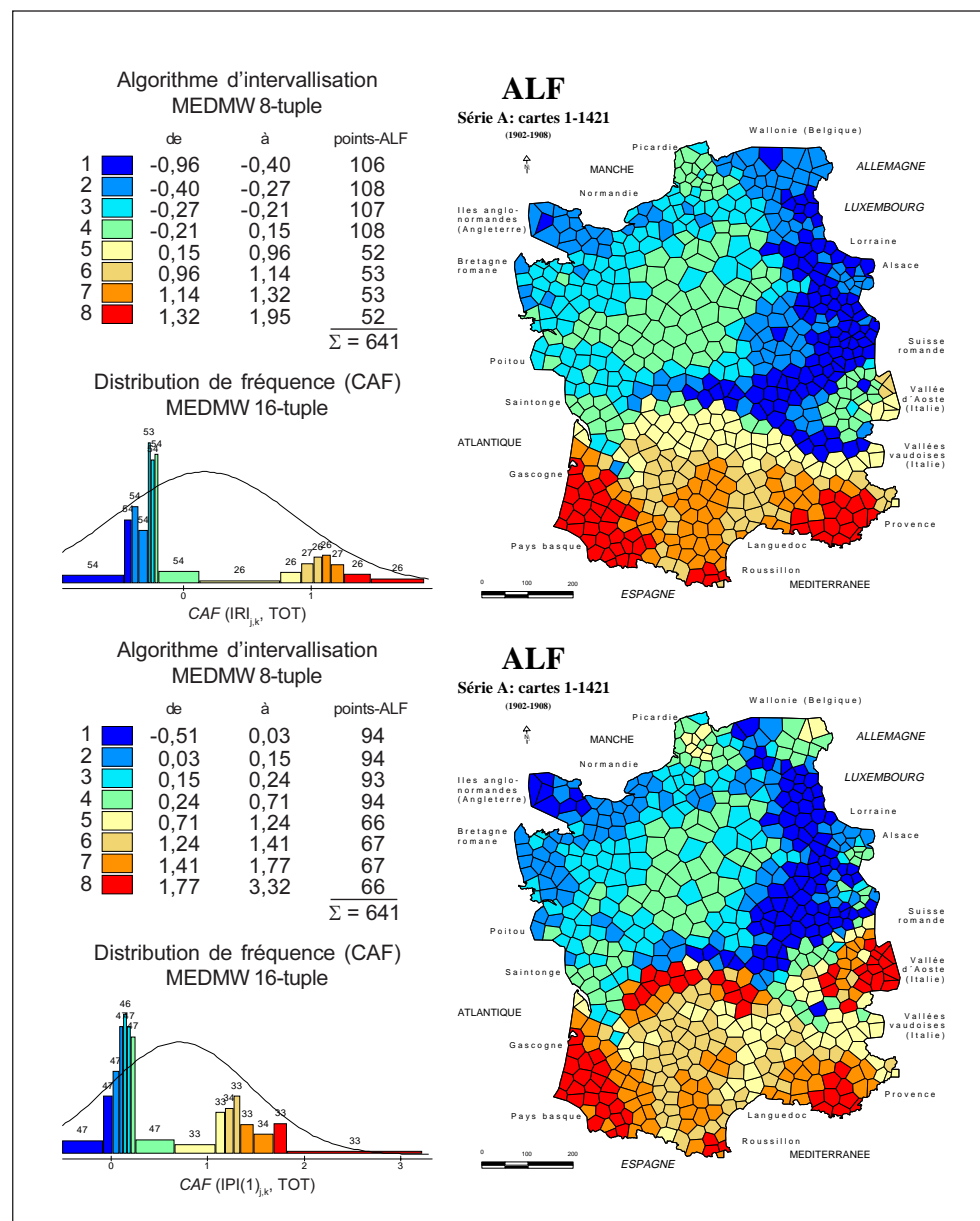 Algorithme d'intervallisation
MEDMW 8-tuple
de à points-ALF
1 -0,96 -0,40 106
2 -0,40 -0,27 108
3 -0,27 -0,21 107
4 -0,21 0,15 108
5 0,15 0,96 52
6 0,96 1,14 53
7 1,14 1,32 53
8 1,32 1,95 52
Σ = 641
Distribution de fréquence (CAF)
MEDMW 16-tuple
53
54
54
54
54
54
54
54
26
26
27
26
26
27
26
26
0 1
CAF (IRI j,k, TOT)
ALF
Série A: cartes 1-1421
(1902-1908)
N
Wallonie (Belgique)
Picardie
ALLEMAGNE
MANCHE
Normandie
LUXEMBOURG
Iles anglo-
normandes
(Angleterre)
Lorraine
Bretagne
romane
Alsace
Suisse
romande
Poitou
Vallée
d'Aoste
(Italie)
Saintonge
ATLANTIQUE
Vallées
vaudoises
(Italie)
Gascogne
Provence
Pays basque
Languedoc
Roussillon
0 100 200
ESPAGNE
MEDITERRANEE
Algorithme d'intervallisation
MEDMW 8-tuple
de à points-ALF
1 -0,51 0,03 94
2 0,03 0,15 94
3 0,15 0,24 93
4 0,24 0,71 94
5 0,71 1,24 66
6 1,24 1,41 67
7 1,41 1,77 67
8 1,77 3,32 66
Σ = 641
Distribution de fréquence (CAF)
MEDMW 16-tuple
46
47
47
47
47
47
47
47
33
33
34
33
33
34
33
33
0 1 2 3
CAF (IPI(1) j,k, TOT)
ALF
Série A: cartes 1-1421
(1902-1908)
N
Wallonie (Belgique)
Picardie
ALLEMAGNE
MANCHE
Normandie
LUXEMBOURG
Iles anglo-
normandes
(Angleterre)
Lorraine
Bretagne
romane
Alsace
Suisse
romande
Poitou
Vallée
d'Aoste
(Italie)
Saintonge
ATLANTIQUE
Vallées
vaudoises
(Italie)
Gascogne
Provence
Pays basque
Languedoc
Roussillon
0 100 200
ESPAGNE
MEDITERRANEE